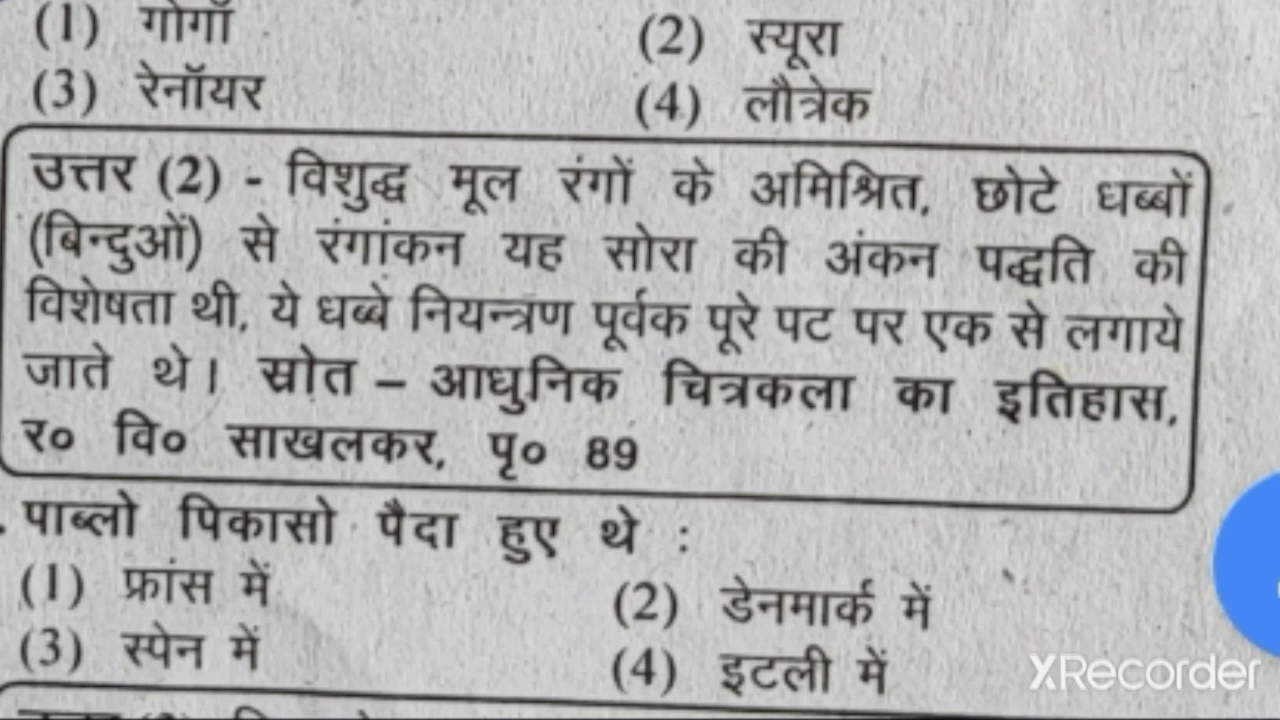 (1) गोगाँ (2) स्यूरा
(3) रेनॉयर (4) लौत्रेक
उत्तर (2) - विशुद्ध मूल रंगों के अमिश्रित, छोटे धब्बों
(बिन्दुओं) से रंगांकन यह सोरा की अंकन पद्धति की
विशेषता थी, ये धब्बे नियन्त्रण पूर्वक पूरे पट पर एक से लगाये
जाते थे। स्रोत – आधुनिक चित्रकला का इतिहास,
र० वि० साखलकर, पृ० 89
. पाब्लो पिकासो पैदा हुए थे :
(1) फ्रांस में (2) डेनमार्क में
(3) स्पेन में (4) इटली में
XRecorder